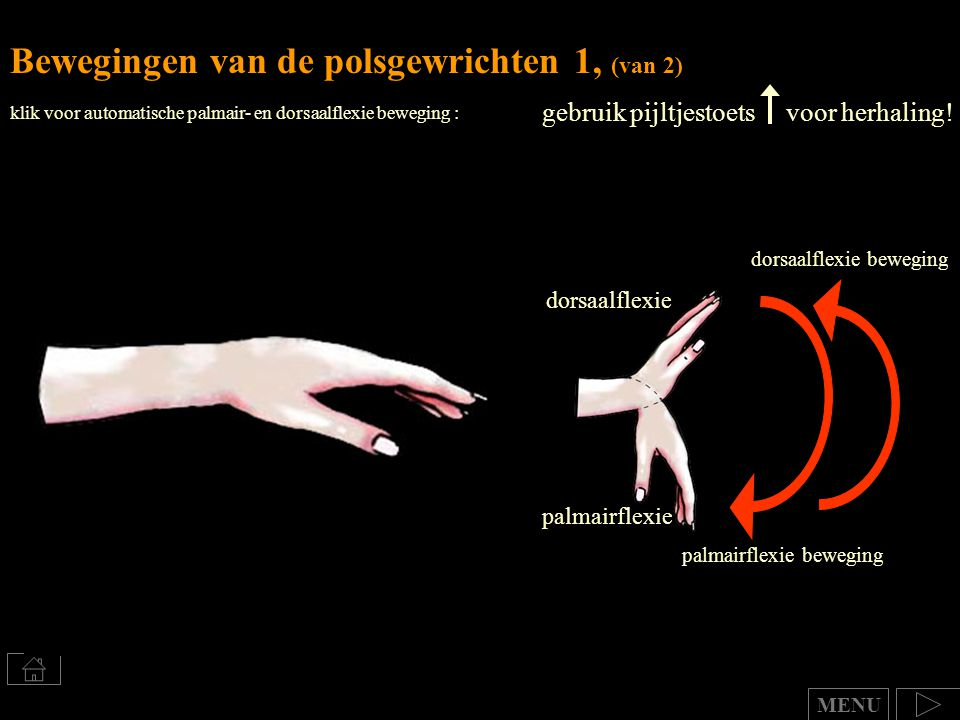 Bewegingen van de polsgewrichten 1, (van 2)
klik voor automatische palmair- en dorsaalflexie beweging :
gebruik pijltjestoets voor herhaling!
dorsaalflexie beweging
dorsaalflexie
palmairflexie
palmairflexie beweging
MENU